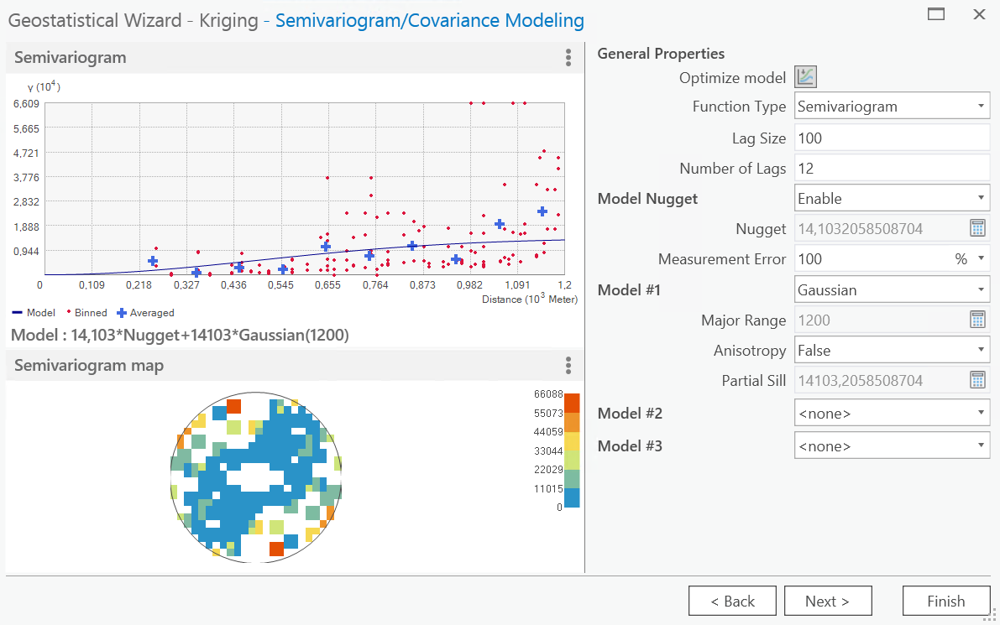 Geostatistical Wizard - Kriging - Semivariogram/Covariance Modeling
Semivariogram
γ (10⁴)
6,609
5,665
4,721
3,776
2,832
1,888
0,944
0 0,109 0,218 0,327 0,436 0,545 0,655 0,764 0,873 0,982 1,091 1,2
Distance (10³ Meter)
Model Binned Averaged
Model : 14,103*Nugget+14103*Gaussian(1200)
Semivariogram map
66088
55073
44059
33044
22029
11015
0
General Properties
Optimize model
Function Type Semivariogram
Lag Size 100
Number of Lags 12
Model Nugget Enable
Nugget 14,1032058508704
Measurement Error 100 %
Model #1 Gaussian
Major Range 1200
Anisotropy False
Partial Sill 14103,2058508704
Model #2 <none>
Model #3 <none>
< Back Next > Finish